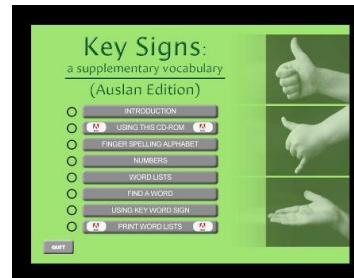 Key Signs:
a supplementary vocabulary
(Auslan Edition)
INTRODUCTION
USING THIS CD-ROM
FINGER SPELLING ALPHABET
NUMBERS
WORD LISTS
FIND A WORD
USING KEY WORD SIGN
PRINT WORD LISTS
QUIT